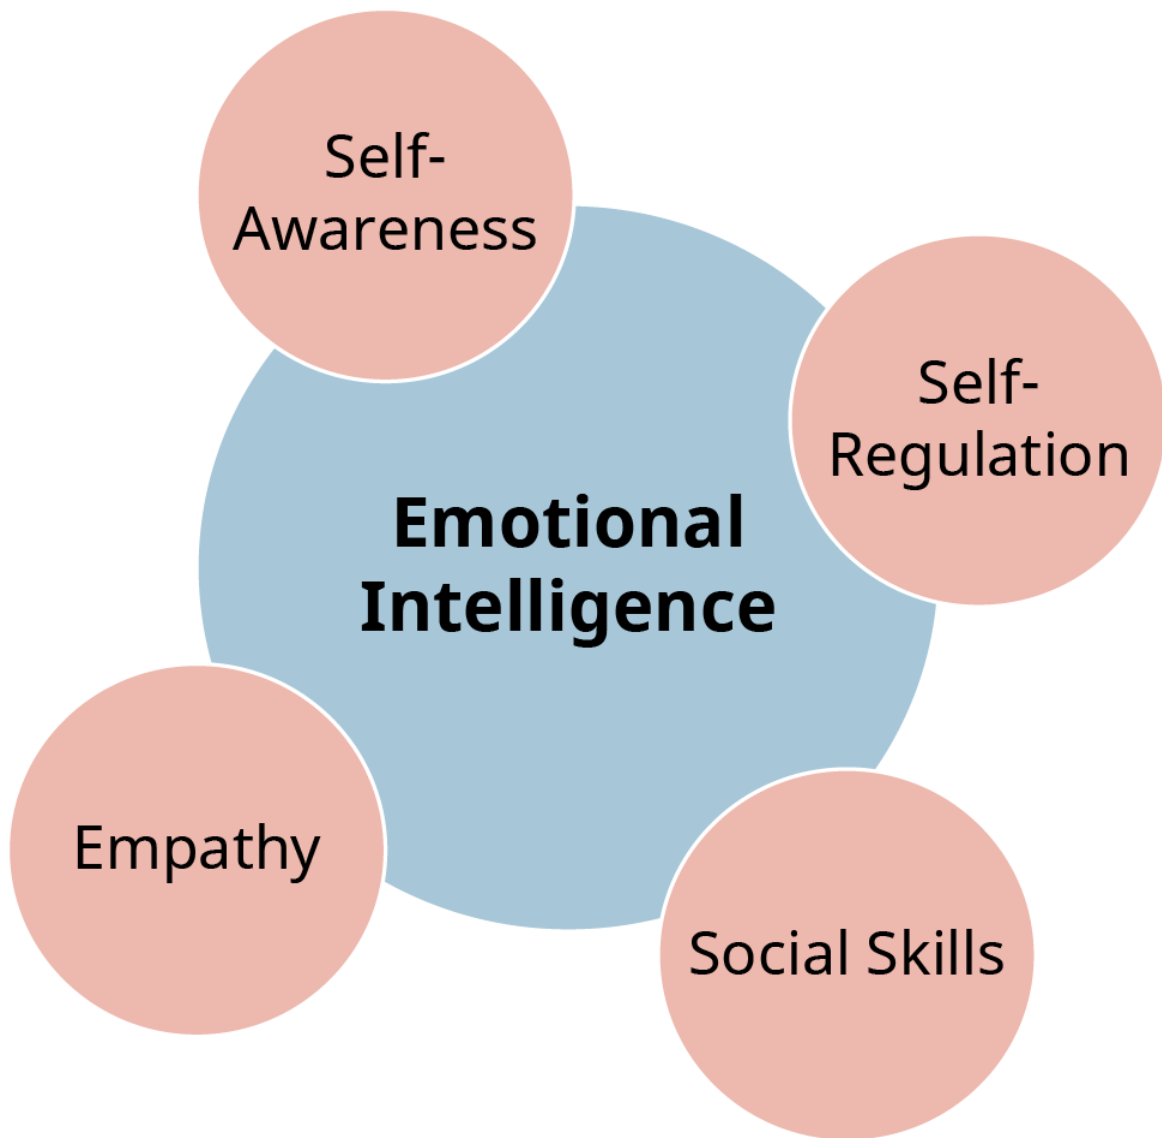 Self-
Awareness
Self-
Regulation
Emotional
Intelligence
Empathy
Social Skills